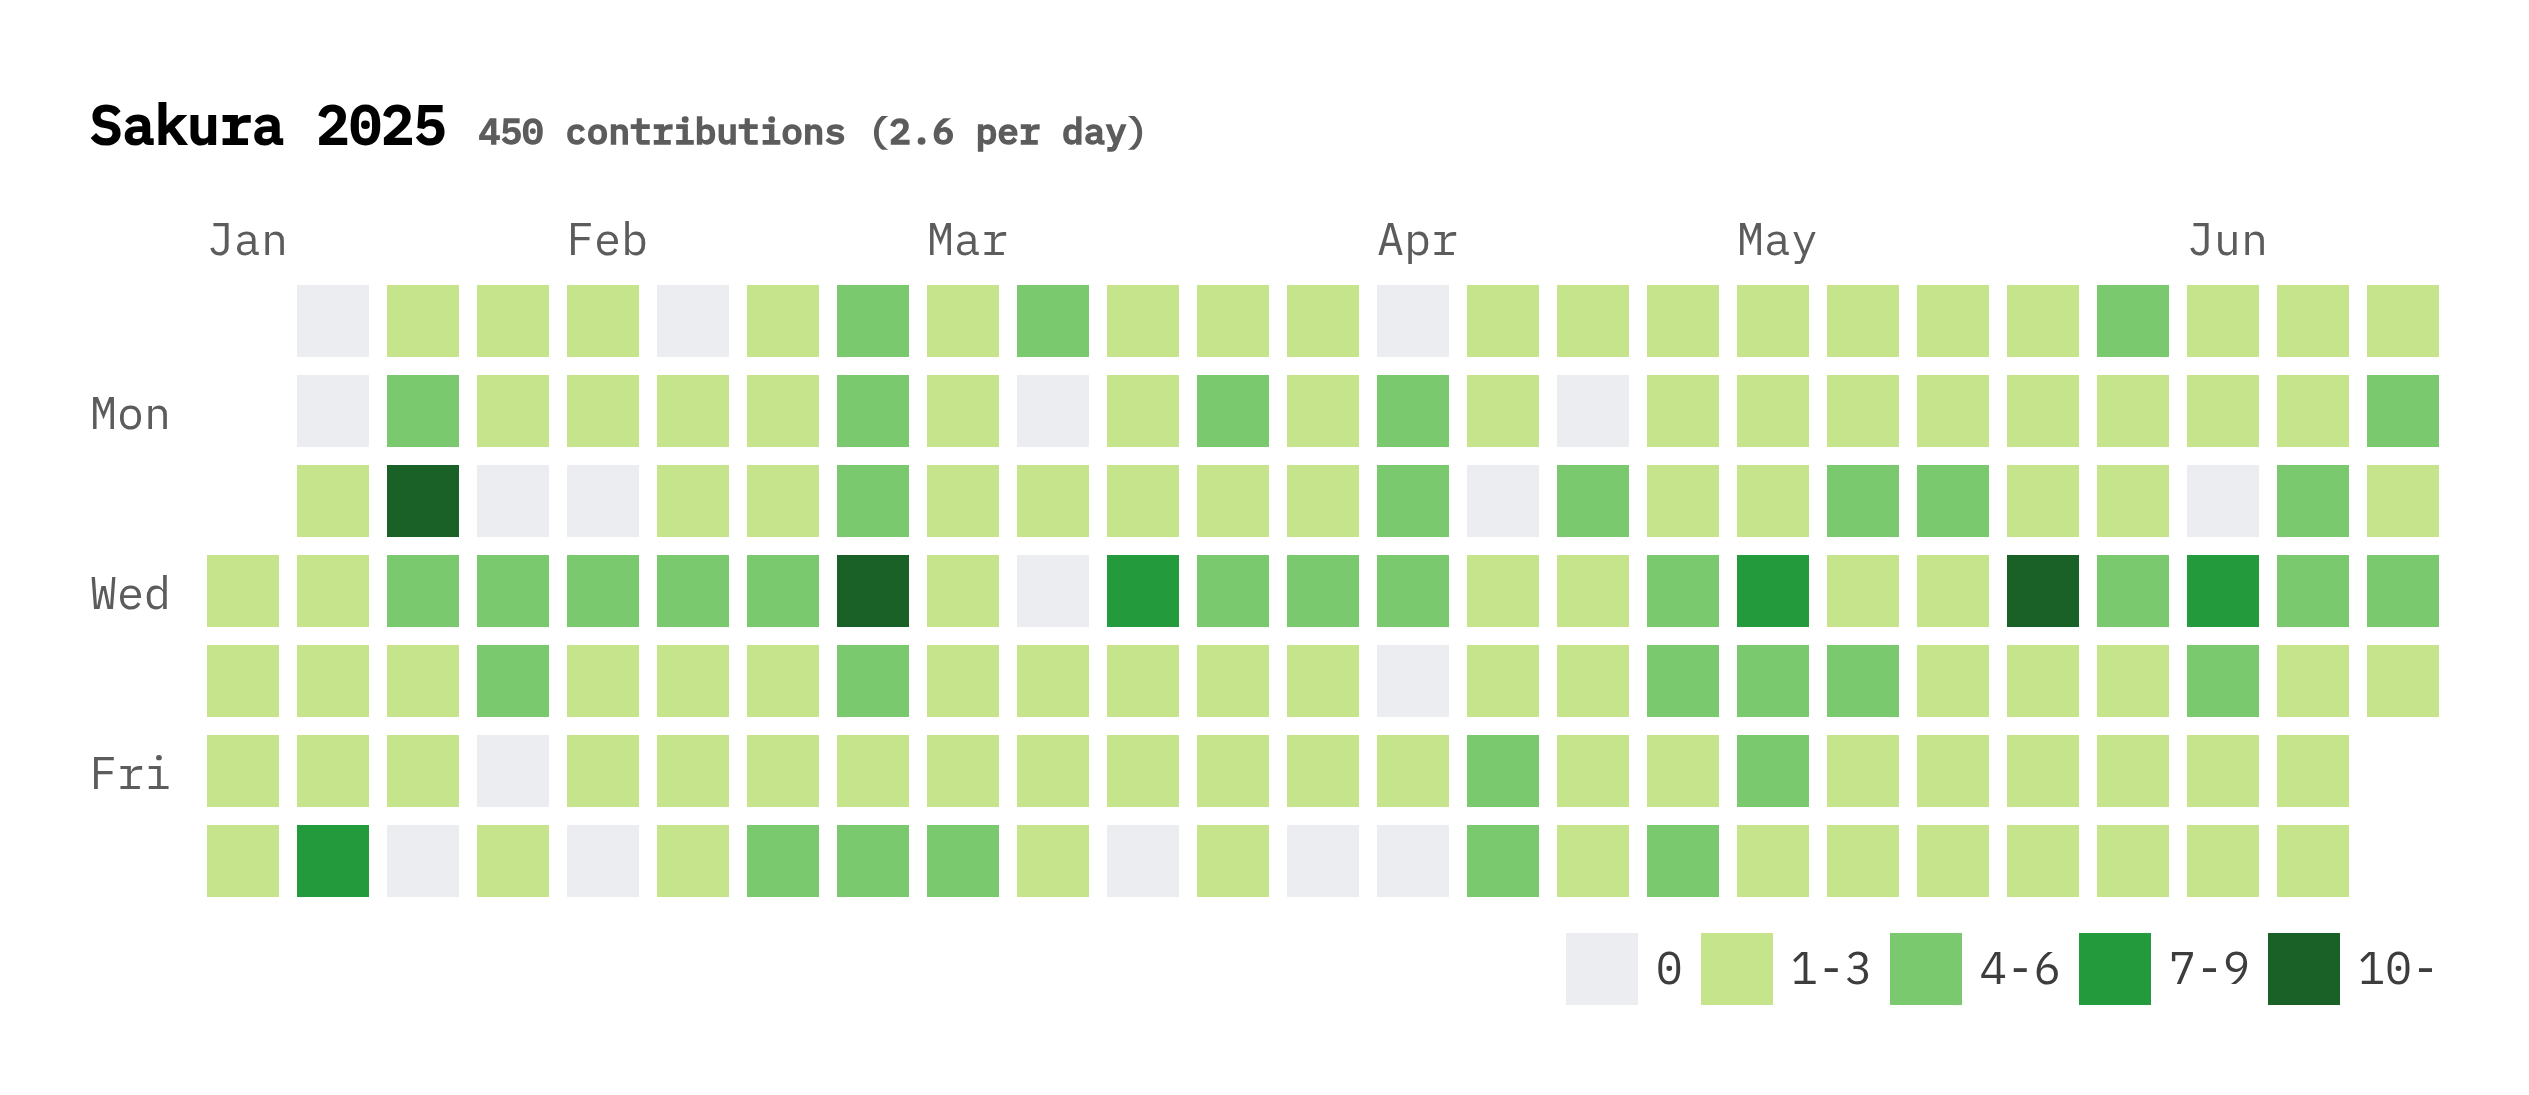 Sakura 2025 450 contributions (2.6 per day)
Jan Feb Mar Apr May Jun
Mon
Wed
Fri
0 1-3 4-6 7-9 10-